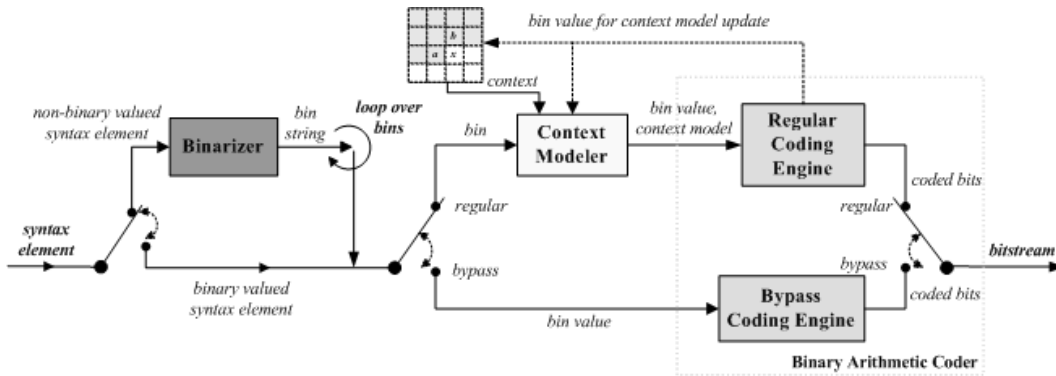 bin value for context model update
b
a x
context
non-binary valued
syntax element
bin
string
loop over
bins
Binarizer
bin
Context
Modeler
bin value,
context model
Regular
Coding
Engine
coded bits
regular
regular
syntax
element
bypass
bypass
bitstream
binary valued
syntax element
bin value
Bypass
Coding Engine
coded bits
Binary Arithmetic Coder